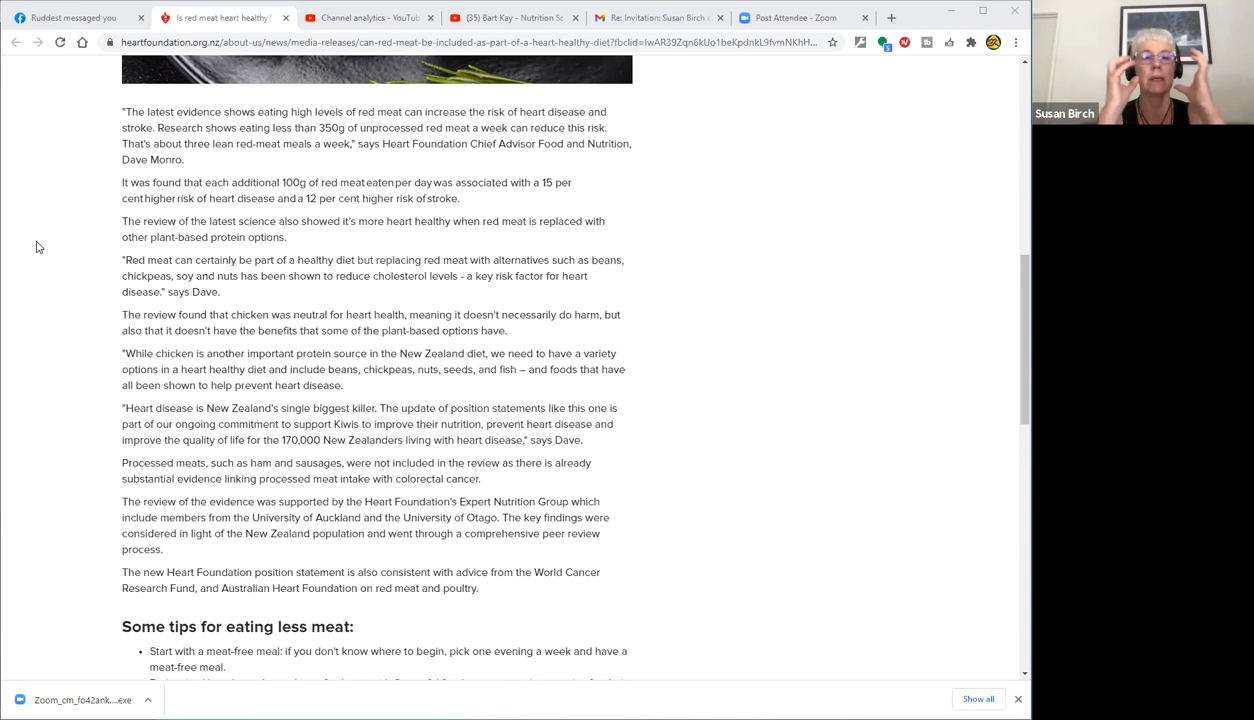 Ruddest messaged you
Is red meat heart healthy?
Channel analytics - YouTub
(35) Bart Kay - Nutrition Sc
Re: Invitation: Susan Birch
Post Attendee - Zoom
heartfoundation.org.nz/about-us/news/media-releases/can-red-meat-be-included-as-part-of-a-heart-healthy-diet?fbclid=IwAR39Zqn6kUo1beKpdnkL9fvmNKhH...
5
Susan Birch
"The latest evidence shows eating high levels of red meat can increase the risk of heart disease and
stroke. Research shows eating less than 350g of unprocessed red meat a week can reduce this risk.
That's about three lean red-meat meals a week," says Heart Foundation Chief Advisor Food and Nutrition,
Dave Monro.
It was found that each additional 100g of red meat eaten per day was associated with a 15 per
cent higher risk of heart disease and a 12 per cent higher risk of stroke.
The review of the latest science also showed it's more heart healthy when red meat is replaced with
other plant-based protein options.
"Red meat can certainly be part of a healthy diet but replacing red meat with alternatives such as beans,
chickpeas, soy and nuts has been shown to reduce cholesterol levels - a key risk factor for heart
disease." says Dave.
The review found that chicken was neutral for heart health, meaning it doesn't necessarily do harm, but
also that it doesn't have the benefits that some of the plant-based options have.
"While chicken is another important protein source in the New Zealand diet, we need to have a variety
options in a heart healthy diet and include beans, chickpeas, nuts, seeds, and fish – and foods that have
all been shown to help prevent heart disease.
"Heart disease is New Zealand's single biggest killer. The update of position statements like this one is
part of our ongoing commitment to support Kiwis to improve their nutrition, prevent heart disease and
improve the quality of life for the 170,000 New Zealanders living with heart disease," says Dave.
Processed meats, such as ham and sausages, were not included in the review as there is already
substantial evidence linking processed meat intake with colorectal cancer.
The review of the evidence was supported by the Heart Foundation's Expert Nutrition Group which
include members from the University of Auckland and the University of Otago. The key findings were
considered in light of the New Zealand population and went through a comprehensive peer review
process.
The new Heart Foundation position statement is also consistent with advice from the World Cancer
Research Fund, and Australian Heart Foundation on red meat and poultry.
Some tips for eating less meat:
• Start with a meat-free meal: if you don't know where to begin, pick one evening a week and have a
meat-free meal.
Zoom_cm_fo42ank....exe
Show all